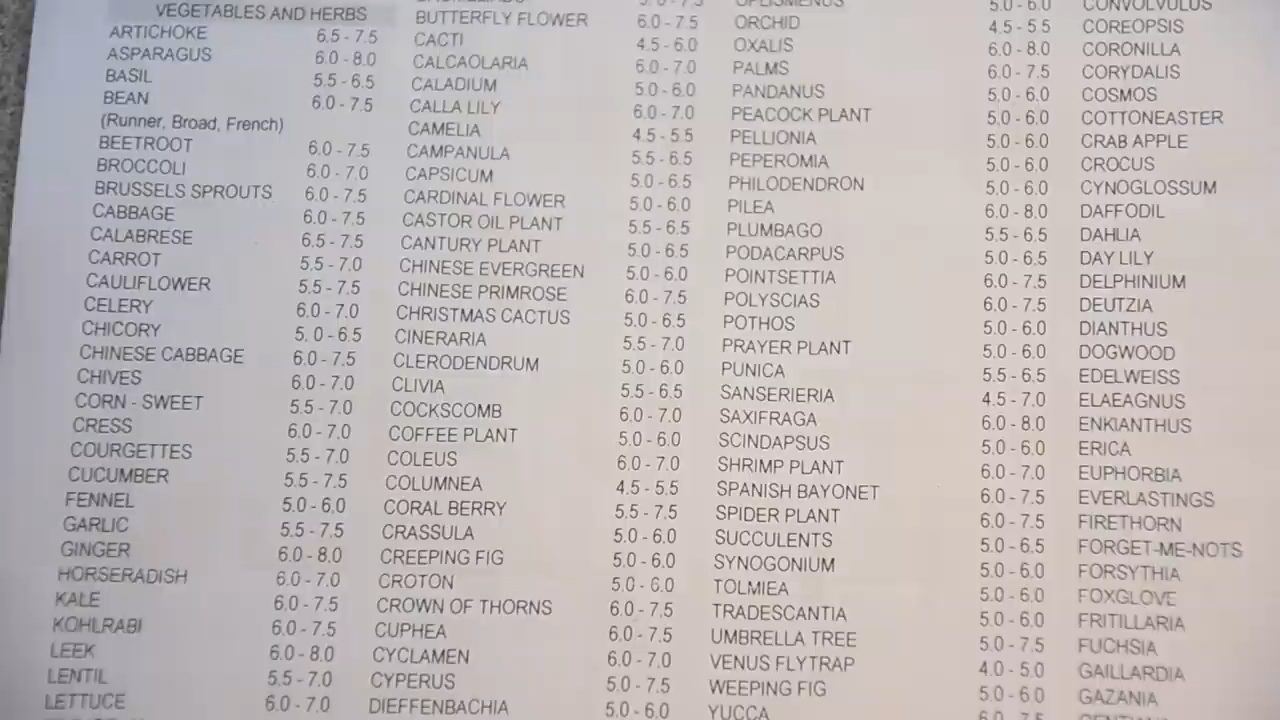 VEGETABLES AND HERBS
ARTICHOKE 6.5 - 7.5
ASPARAGUS 6.0 - 8.0
BASIL 5.5 - 6.5
BEAN 6.0 - 7.5
(Runner, Broad, French)
BEETROOT 6.0 - 7.5
BROCCOLI 6.0 - 7.0
BRUSSELS SPROUTS 6.0 - 7.5
CABBAGE 6.0 - 7.5
CALABRESE 6.5 - 7.5
CARROT 5.5 - 7.0
CAULIFLOWER 5.5 - 7.5
CELERY 6.0 - 7.0
CHICORY 5. 0 - 6.5
CHINESE CABBAGE 6.0 - 7.5
CHIVES 6.0 - 7.0
CORN - SWEET 5.5 - 7.0
CRESS 6.0 - 7.0
COURGETTES 5.5 - 7.0
CUCUMBER 5.5 - 7.5
FENNEL 5.0 - 6.0
GARLIC 5.5 - 7.5
GINGER 6.0 - 8.0
HORSERADISH 6.0 - 7.0
KALE 6.0 - 7.5
KOHLRABI 6.0 - 7.5
LEEK 6.0 - 8.0
LENTIL 5.5 - 7.0
LETTUCE 6.0 - 7.0
BUTTERFLY FLOWER 6.0 - 7.5
CACTI 4.5 - 6.0
CALCAOLARIA 6.0 - 7.0
CALADIUM 5.0 - 6.0
CALLA LILY 6.0 - 7.0
CAMELIA 4.5 - 5.5
CAMPANULA 5.5 - 6.5
CAPSICUM 5.0 - 6.5
CARDINAL FLOWER 5.0 - 6.0
CASTOR OIL PLANT 5.5 - 6.5
CANTURY PLANT 5.0 - 6.5
CHINESE EVERGREEN 5.0 - 6.0
CHINESE PRIMROSE 6.0 - 7.5
CHRISTMAS CACTUS 5.0 - 6.5
CINERARIA 5.5 - 7.0
CLERODENDRUM 5.0 - 6.0
CLIVIA 5.5 - 6.5
COCKSCOMB 6.0 - 7.0
COFFEE PLANT 5.0 - 6.0
COLEUS 6.0 - 7.0
COLUMNEA 4.5 - 5.5
CORAL BERRY 5.5 - 7.5
CRASSULA 5.0 - 6.0
CREEPING FIG 5.0 - 6.0
CROTON 5.0 - 6.0
CROWN OF THORNS 6.0 - 7.5
CUPHEA 6.0 - 7.5
CYCLAMEN 6.0 - 7.0
CYPERUS 5.0 - 7.5
DIEFFENBACHIA 5.0 - 6.0
5.0 - 6.0
ORCHID 4.5 - 5.5
OXALIS 6.0 - 8.0
PALMS 6.0 - 7.5
PANDANUS 5.0 - 6.0
PEACOCK PLANT 5.0 - 6.0
PELLIONIA 5.0 - 6.0
PEPEROMIA 5.0 - 6.0
PHILODENDRON 5.0 - 6.0
PILEA 6.0 - 8.0
PLUMBAGO 5.5 - 6.5
PODACARPUS 5.0 - 6.5
POINTSETTIA 6.0 - 7.5
POLYSCIAS 6.0 - 7.5
POTHOS 5.0 - 6.0
PRAYER PLANT 5.0 - 6.0
PUNICA 5.5 - 6.5
SANSERIERIA 4.5 - 7.0
SAXIFRAGA 6.0 - 8.0
SCINDAPSUS 5.0 - 6.0
SHRIMP PLANT 6.0 - 7.0
SPANISH BAYONET 6.0 - 7.5
SPIDER PLANT 6.0 - 7.5
SUCCULENTS 5.0 - 6.5
SYNOGONIUM 5.0 - 6.0
TOLMIEA 5.0 - 6.0
TRADESCANTIA 5.0 - 6.0
UMBRELLA TREE 5.0 - 7.5
VENUS FLYTRAP 4.0 - 5.0
WEEPING FIG 5.0 - 6.0
YUCCA
CONVOLVULUS
COREOPSIS
CORONILLA
CORYDALIS
COSMOS
COTTONEASTER
CRAB APPLE
CROCUS
CYNOGLOSSUM
DAFFODIL
DAHLIA
DAY LILY
DELPHINIUM
DEUTZIA
DIANTHUS
DOGWOOD
EDELWEISS
ELAEAGNUS
ENKIANTHUS
ERICA
EUPHORBIA
EVERLASTINGS
FIRETHORN
FORGET-ME-NOTS
FORSYTHIA
FOXGLOVE
FRITILLARIA
FUCHSIA
GAILLARDIA
GAZANIA